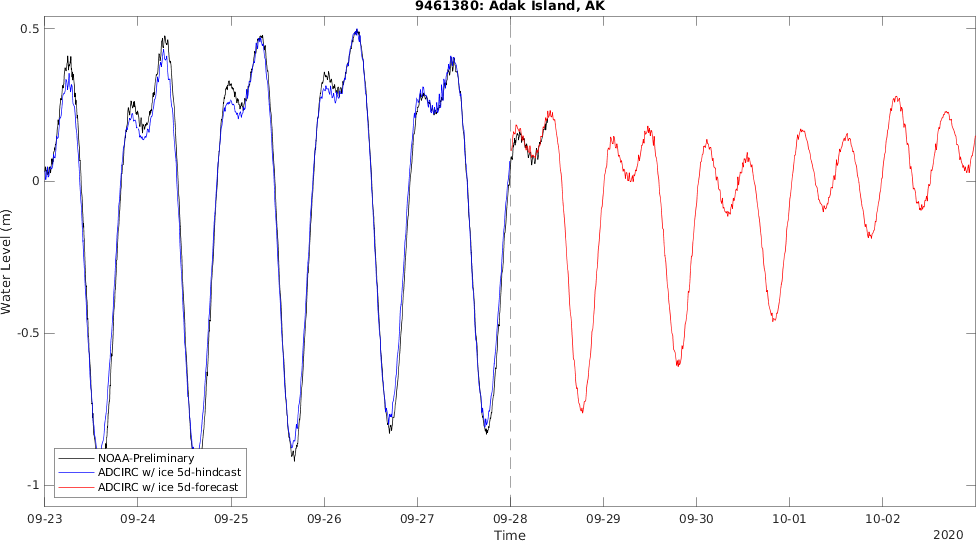 9461380: Adak Island, AK
Water Level (m)
0.5
0
-0.5
-1
NOAA-Preliminary
ADCIRC w/ ice 5d-hindcast
ADCIRC w/ ice 5d-forecast
09-23 09-24 09-25 09-26 09-27 09-28 09-29 09-30 10-01 10-02
Time
2020